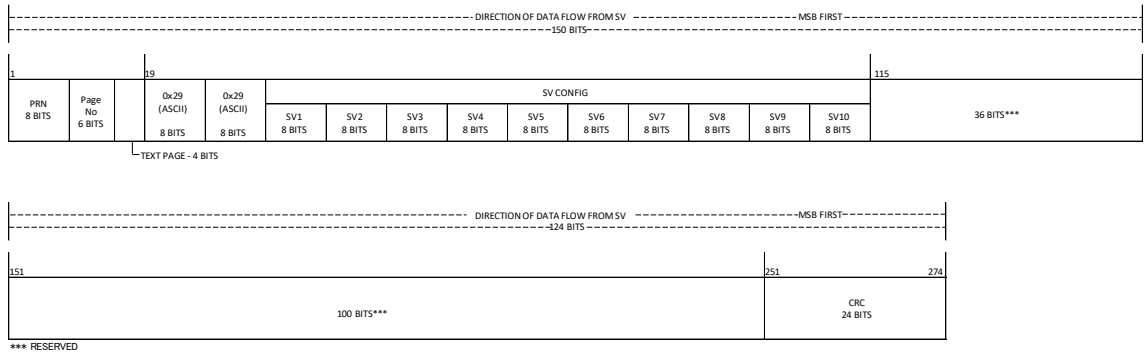 DIRECTION OF DATA FLOW FROM SV MSB FIRST
150 BITS
1 19 115
PRN
8 BITS
Page
No
6 BITS
0x29
(ASCII)
8 BITS
0x29
(ASCII)
8 BITS
SV CONFIG
SV1
8 BITS
SV2
8 BITS
SV3
8 BITS
SV4
8 BITS
SV5
8 BITS
SV6
8 BITS
SV7
8 BITS
SV8
8 BITS
SV9
8 BITS
SV10
8 BITS
36 BITS***
TEXT PAGE - 4 BITS
DIRECTION OF DATA FLOW FROM SV MSB FIRST
124 BITS
151 251 274
100 BITS***
CRC
24 BITS
*** RESERVED